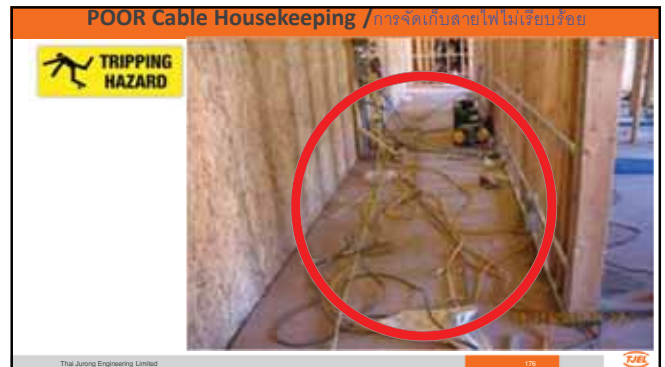 POOR Cable Housekeeping /การจัดเก็บสายไฟไม่เรียบร้อย
TRIPPING
HAZARD
Thai Jurong Engineering Limited
176
TJEL